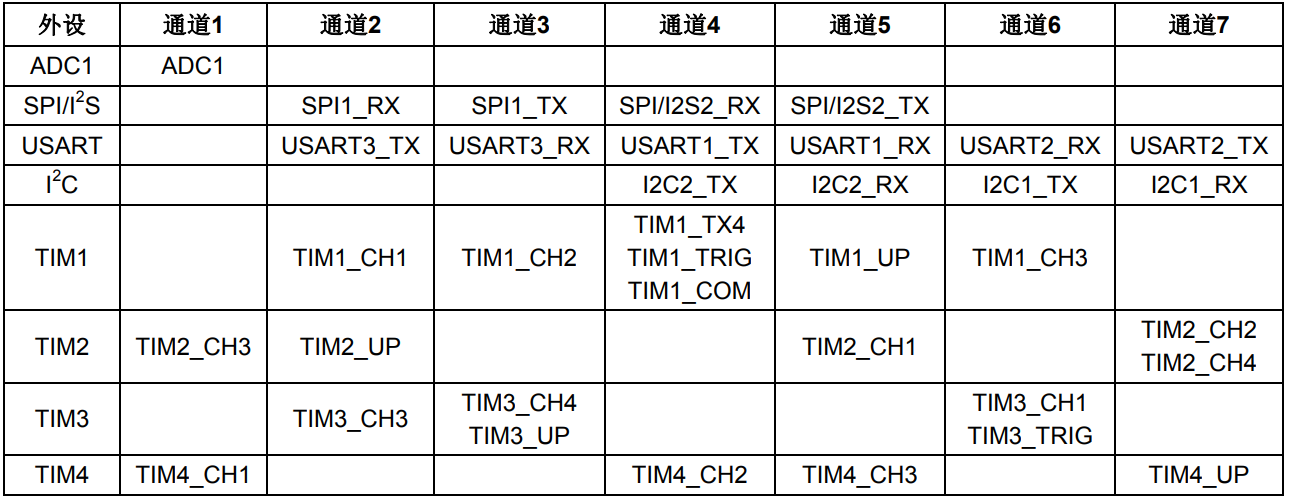 外设 通道1 通道2 通道3 通道4 通道5 通道6 通道7
ADC1 ADC1
SPI/I²S SPI1_RX SPI1_TX SPI/I2S2_RX SPI/I2S2_TX
USART USART3_TX USART3_RX USART1_TX USART1_RX USART2_RX USART2_TX
I²C I2C2_TX I2C2_RX I2C1_TX I2C1_RX
TIM1 TIM1_CH1 TIM1_CH2 TIM1_TX4 TIM1_TRIG TIM1_COM TIM1_UP TIM1_CH3
TIM2 TIM2_CH3 TIM2_UP TIM2_CH1 TIM2_CH2 TIM2_CH4
TIM3 TIM3_CH3 TIM3_CH4 TIM3_UP TIM3_CH1 TIM3_TRIG
TIM4 TIM4_CH1 TIM4_CH2 TIM4_CH3 TIM4_UP